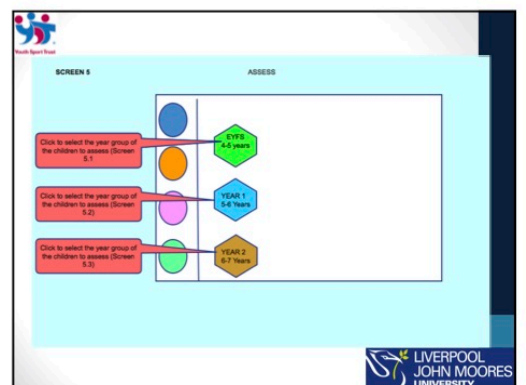 Youth Sport Trust
SCREEN 5
ASSESS
Click to select the year group of
the children to assess (Screen
5.1
EYFS
4-5 years
Click to select the year group of
the children to assess (Screen
5.2)
YEAR 1
5-6 Years
Click to select the year group of
the children to assess (Screen
5.3)
YEAR 2
6-7 Years
LIVERPOOL
JOHN MOORES
UNIVERSITY